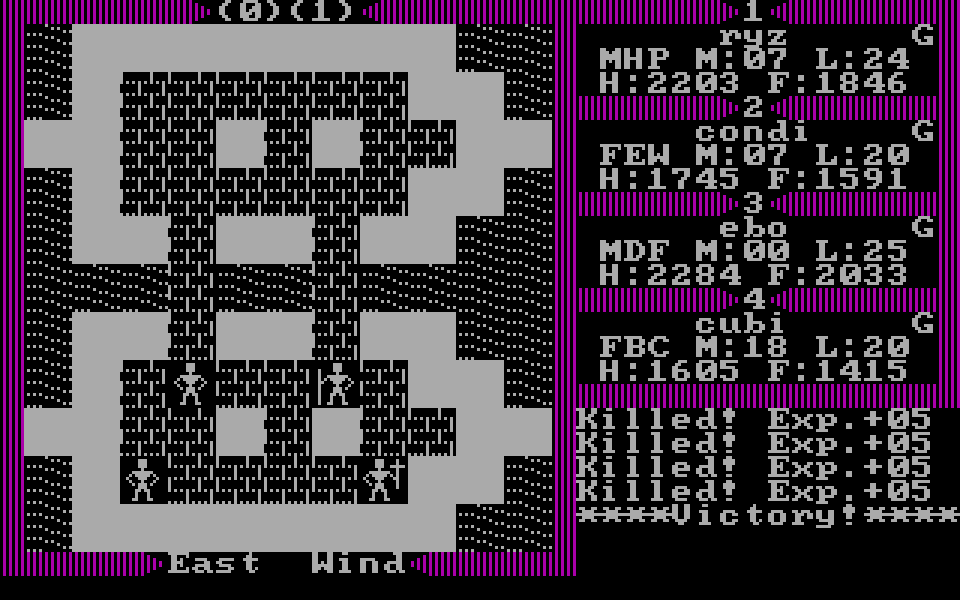 (0)(1)
East Wind
1
ryz G
MHP M:07 L:24
H:2203 F:1846
2
condi G
FEW M:07 L:20
H:1745 F:1591
3
ebo G
MDF M:00 L:25
H:2284 F:2033
4
cubi G
FBC M:18 L:20
H:1605 F:1415
Killed! Exp.+05
Killed! Exp.+05
Killed! Exp.+05
Killed! Exp.+05
****Victory!****